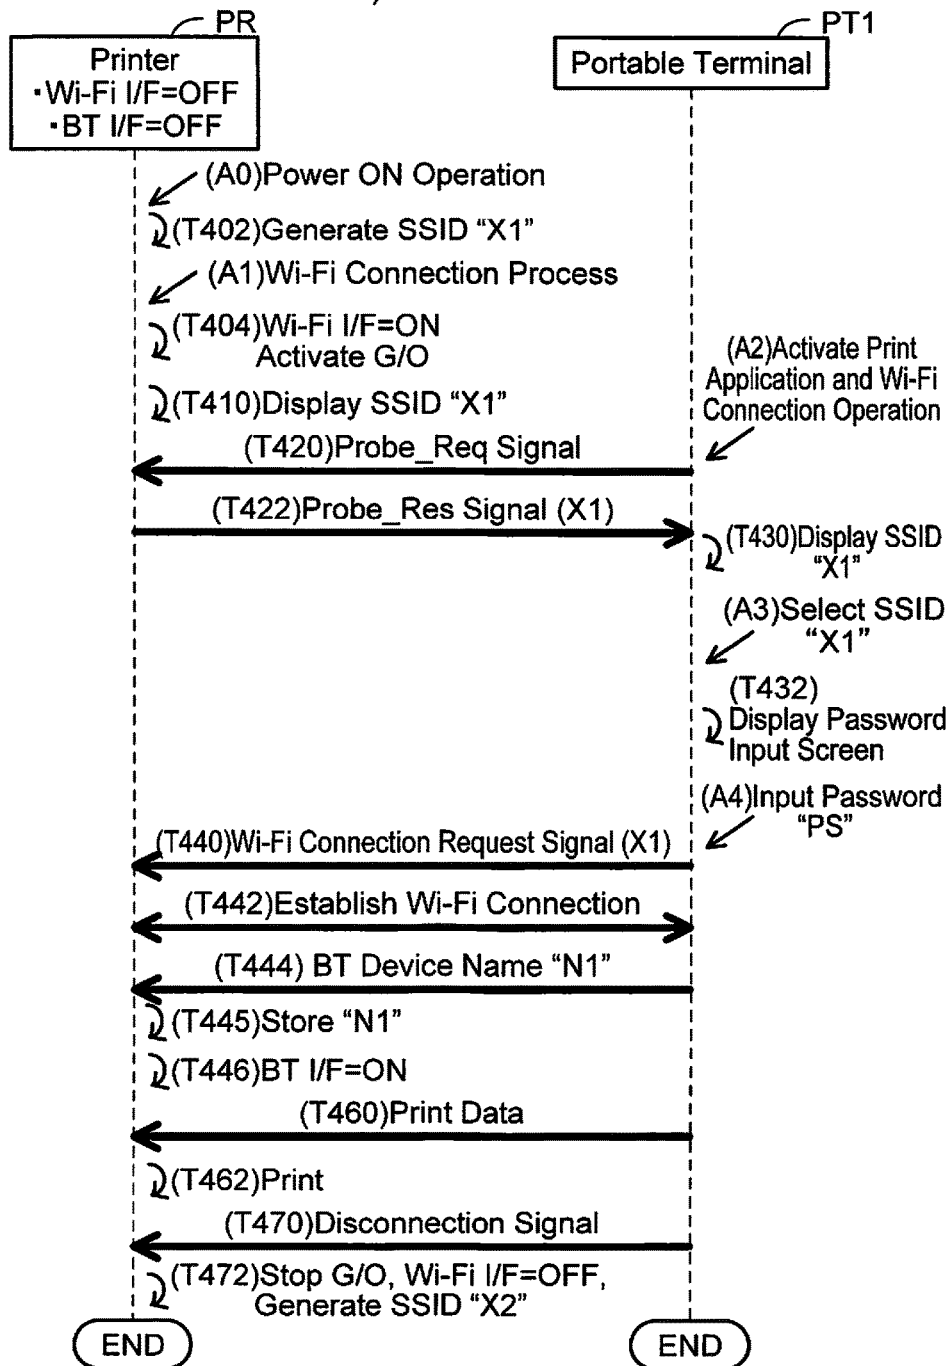 PR
PT1
Printer
・Wi-Fi I/F=OFF
・BT I/F=OFF
Portable Terminal
(A0)Power ON Operation
(T402)Generate SSID “X1”
(A1)Wi-Fi Connection Process
(T404)Wi-Fi I/F=ON
Activate G/O
(A2)Activate Print
Application and Wi-Fi
Connection Operation
(T410)Display SSID “X1”
(T420)Probe_Req Signal
(T422)Probe_Res Signal (X1)
(T430)Display SSID
“X1”
(A3)Select SSID
“X1”
(T432)
Display Password
Input Screen
(A4)Input Password
“PS”
(T440)Wi-Fi Connection Request Signal (X1)
(T442)Establish Wi-Fi Connection
(T444) BT Device Name “N1”
(T445)Store “N1”
(T446)BT I/F=ON
(T460)Print Data
(T462)Print
(T470)Disconnection Signal
(T472)Stop G/O, Wi-Fi I/F=OFF,
Generate SSID “X2”
END
END